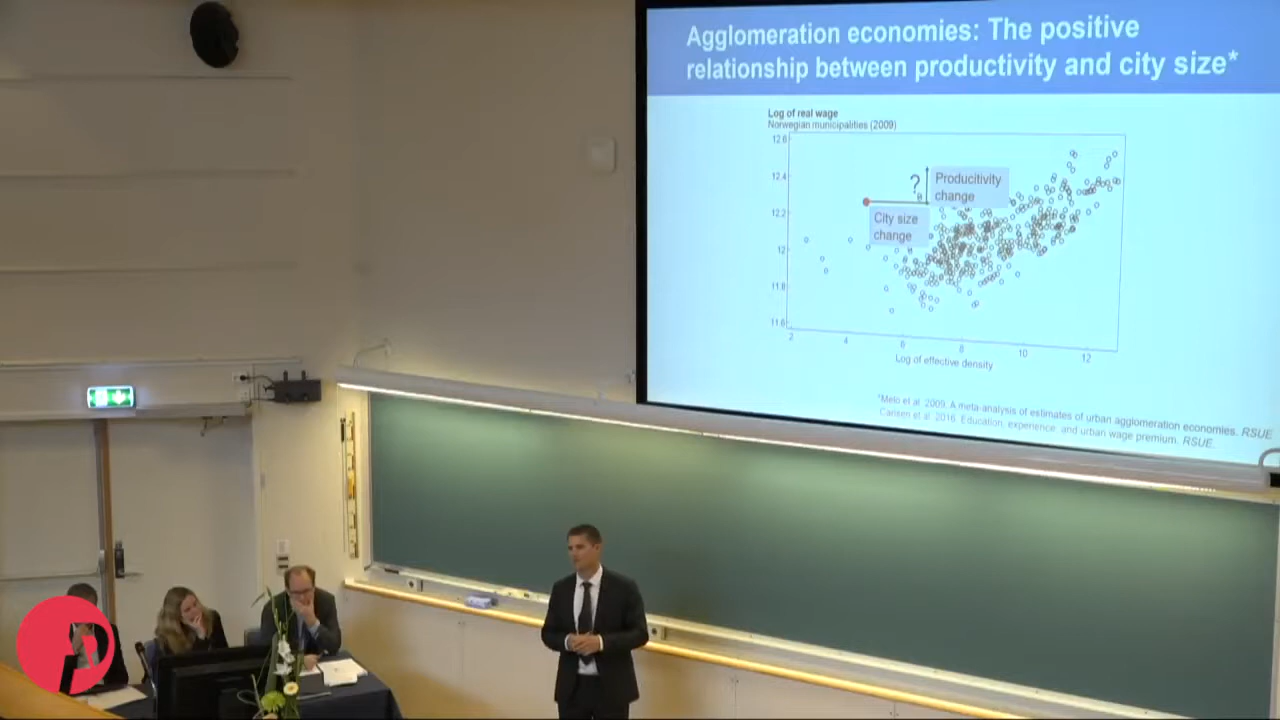 Agglomeration economies: The positive
relationship between productivity and city size*
Log of real wage
Norwegian municipalities (2009)
12.6
12.4
12.2
12
11.8
11.6
?
Producitivity
change
City size
change
2
4
6
8
10
12
Log of effective density
*Melo et al. 2009. A meta-analysis of estimates of urban agglomeration economies. RSUE
Carlsen et al. 2016. Education, experience, and urban wage premium. RSUE.